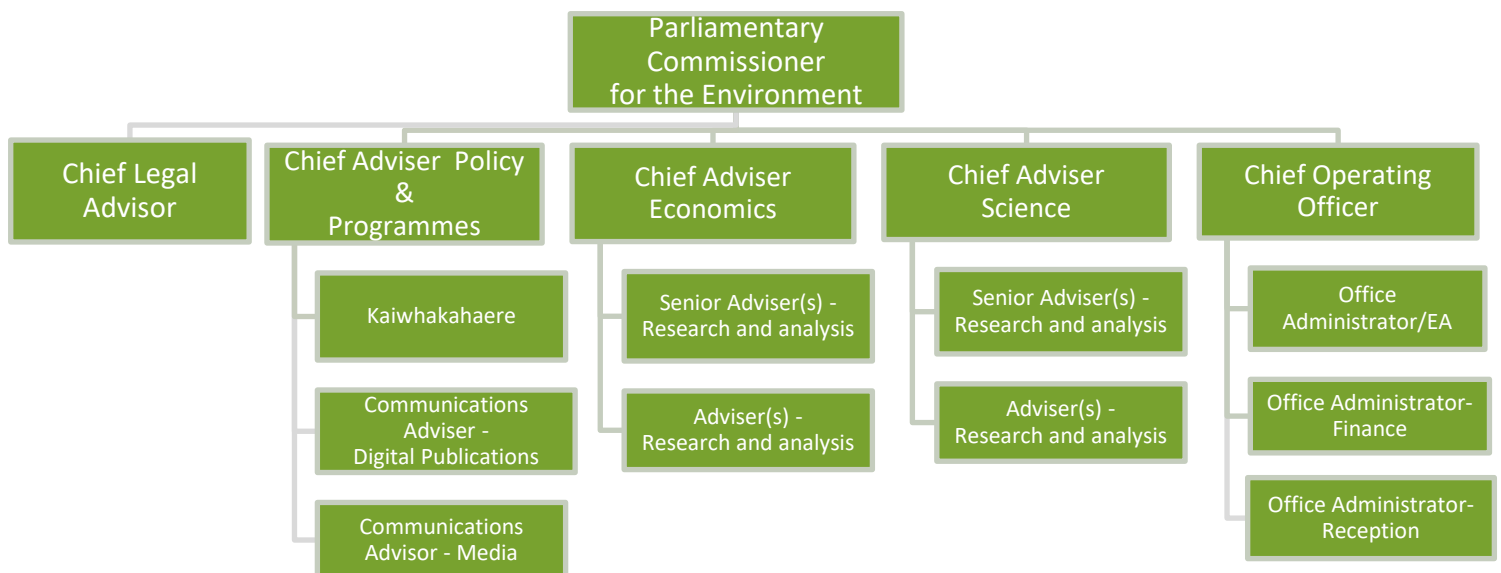 Parliamentary
Commissioner
for the Environment
Chief Legal
Advisor
Chief Adviser Policy
&
Programmes
Chief Adviser
Economics
Chief Adviser
Science
Chief Operating
Officer
Kaiwhakahaere
Communications
Adviser -
Digital Publications
Communications
Advisor - Media
Senior Adviser(s) -
Research and analysis
Adviser(s) -
Research and analysis
Senior Adviser(s) -
Research and analysis
Adviser(s) -
Research and analysis
Office
Administrator/EA
Office Administrator-
Finance
Office Administrator-
Reception